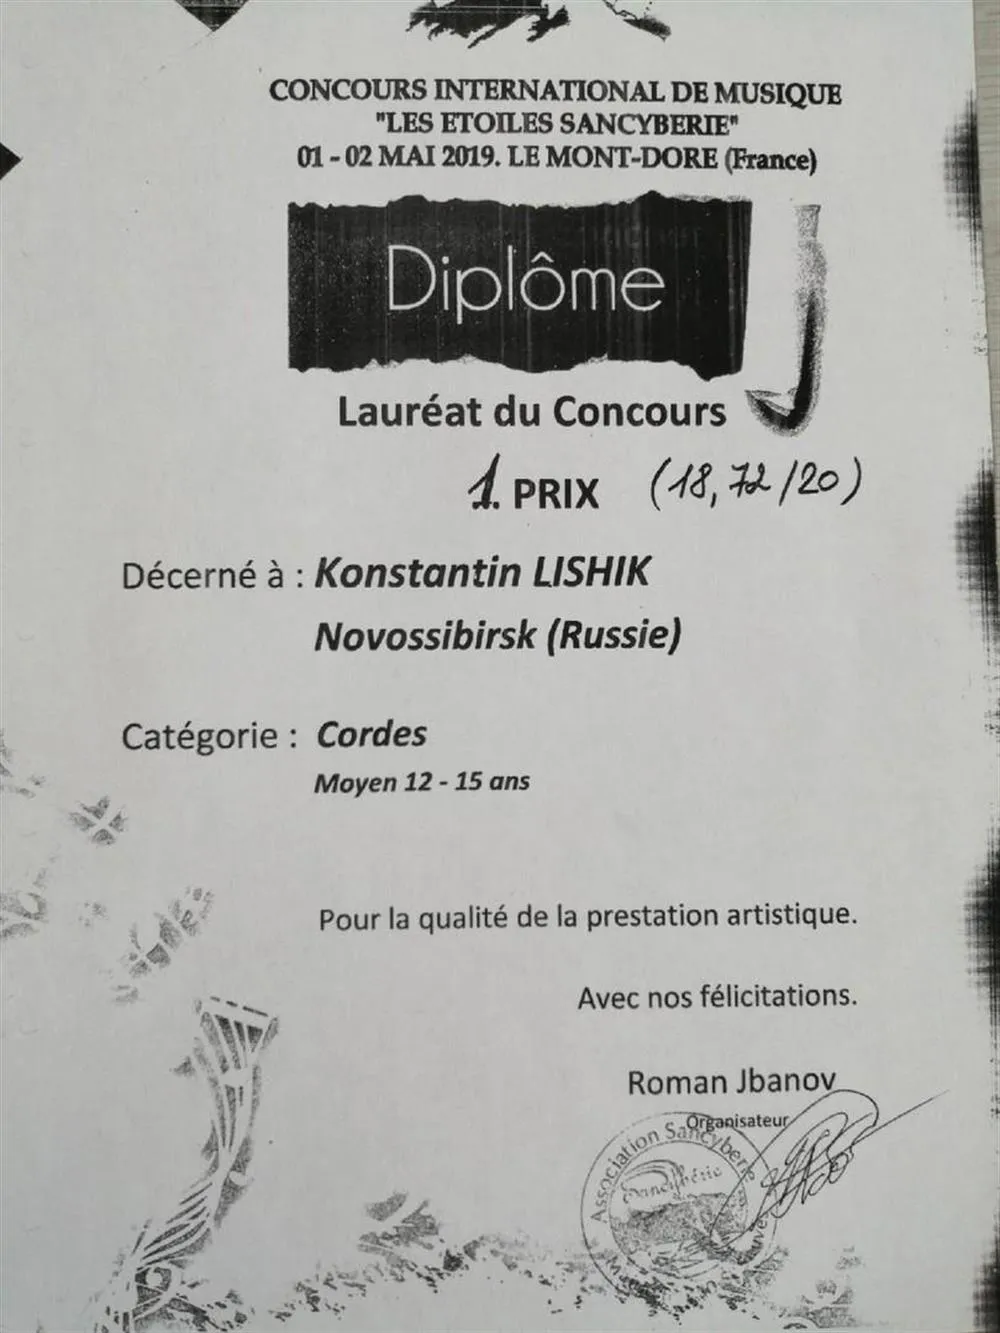 CONCOURS INTERNATIONAL DE MUSIQUE
"LES ETOILES SANCYBERIE"
01 - 02 MAI 2019. LE MONT-DORE (France)
Diplôme
Lauréat du Concours
1. PRIX (18,72/20)
Décerné à : Konstantin LISHIK
Novossibirsk (Russie)
Catégorie : Cordes
Moyen 12 - 15 ans
Pour la qualité de la prestation artistique.
Avec nos félicitations.
Roman Jbanov
Organisateur
Association Sancyberie